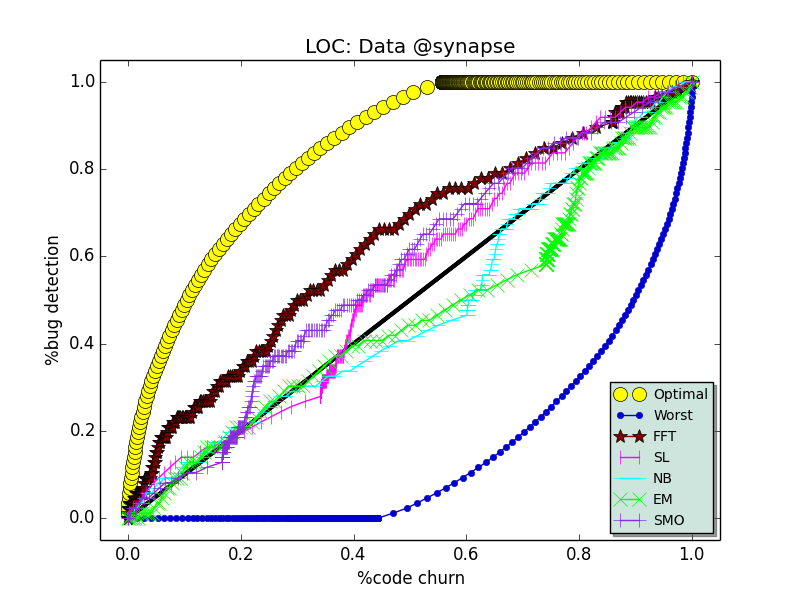 LOC: Data @synapse
%bug detection
1.0
0.8
0.6
0.4
0.2
0.0
0.0 0.2 0.4 0.6 0.8 1.0
%code churn
Optimal
Worst
FFT
SL
NB
EM
SMO